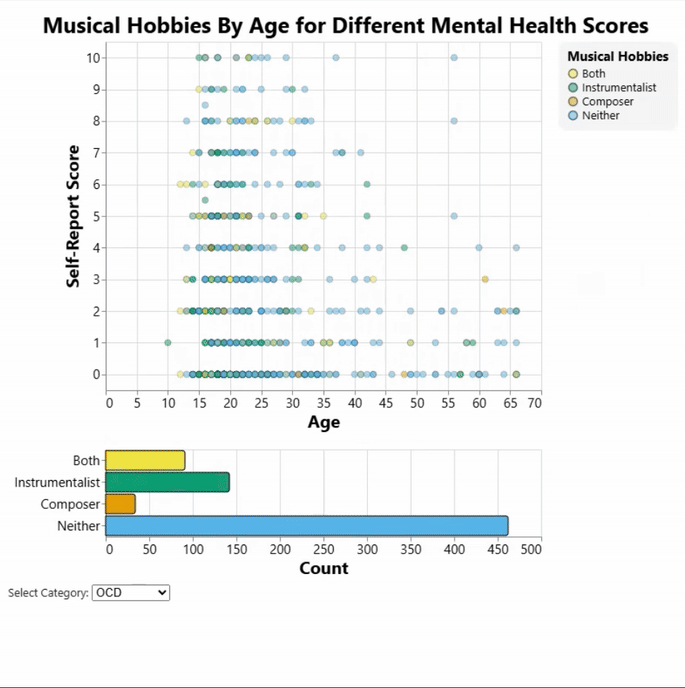 Musical Hobbies By Age for Different Mental Health Scores
10
9
8
7
6
5
4
3
2
1
0
Self-Report Score
0 5 10 15 20 25 30 35 40 45 50 55 60 65 70
Age
Musical Hobbies
Both
Instrumentalist
Composer
Neither
Both
Instrumentalist
Composer
Neither
0 50 100 150 200 250 300 350 400 450 500
Count
Select Category: OCD